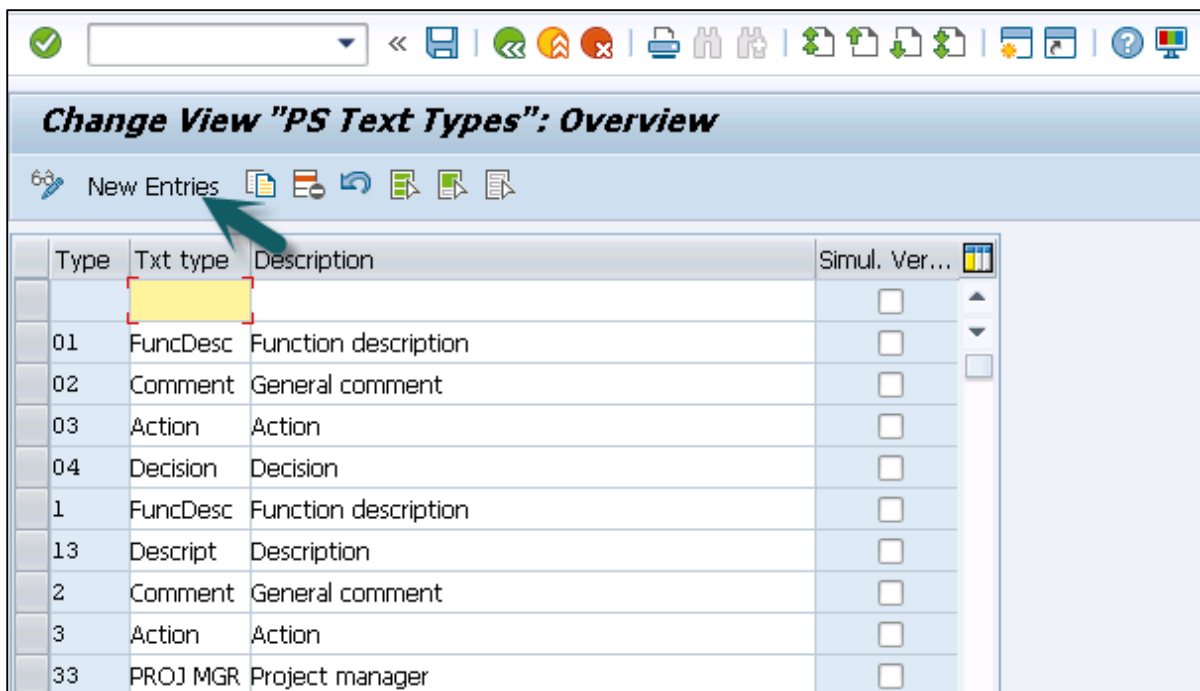 Change View "PS Text Types": Overview
New Entries
Type Txt type Description Simul. Ver...
01 FuncDesc Function description
02 Comment General comment
03 Action Action
04 Decision Decision
1 FuncDesc Function description
13 Descript Description
2 Comment General comment
3 Action Action
33 PROJ MGR Project manager